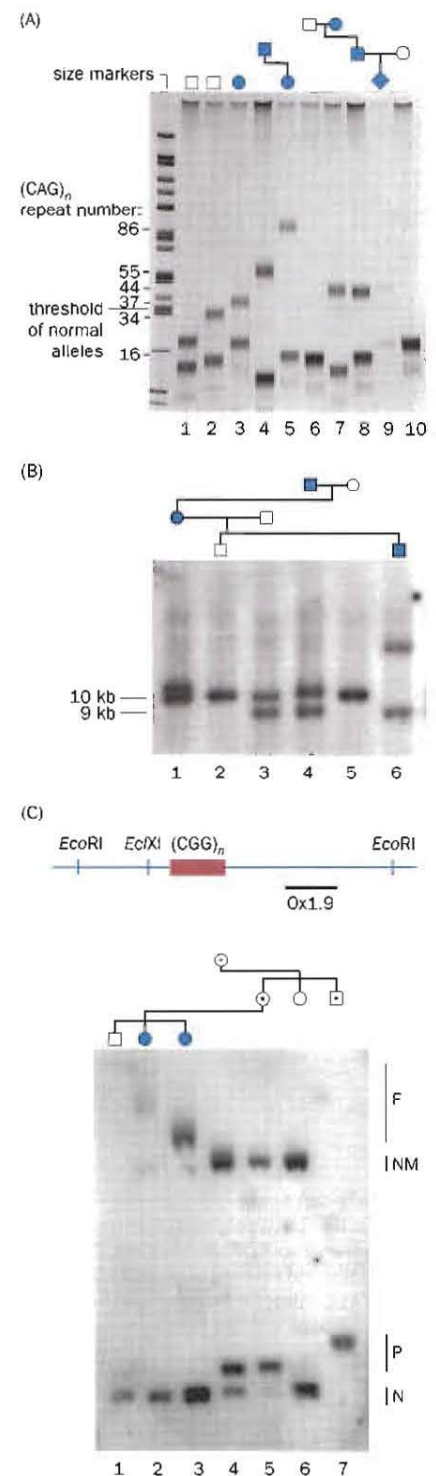 (A)
size markers
(CAG)n
repeat number:
86
55
44
37
threshold
of normal
alleles
34
16
1 2 3 4 5 6 7 8 9 10
(B)
10 kb
9 kb
1 2 3 4 5 6
(C)
EcoRI EclXI (CGG)n EcoRI
Ox1.9
F
NM
P
N
1 2 3 4 5 6 7